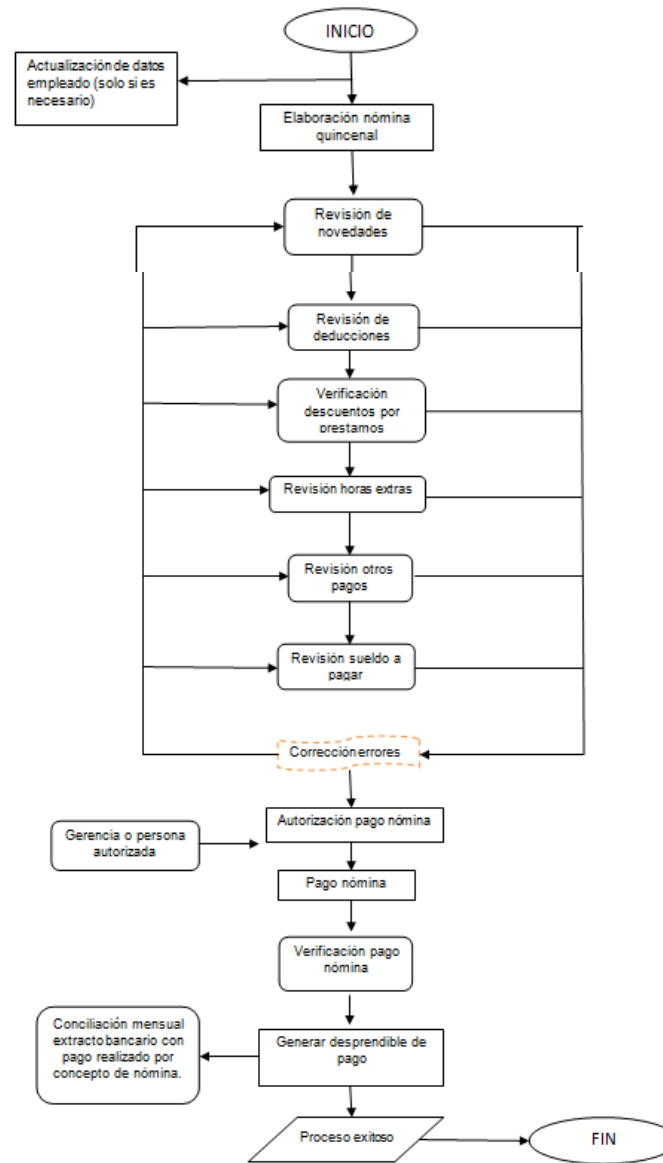 INICIO
Actualización de datos
empleado (solo si es
necesario)
Elaboración nómina
quincenal
Revisión de
novedades
Revisión de
deducciones
Verificación
descuentos por
prestamos
Revisión horas extras
Revisión otros
pagos
Revisión sueldo a
pagar
Corrección errores
Autorización pago nómina
Gerencia o persona
autorizada
Pago nómina
Verificación pago
nómina
Conciliación mensual
extracto bancario con
pago realizado por
concepto de nómina.
Generar desprendible de
pago
Proceso exitoso
FIN